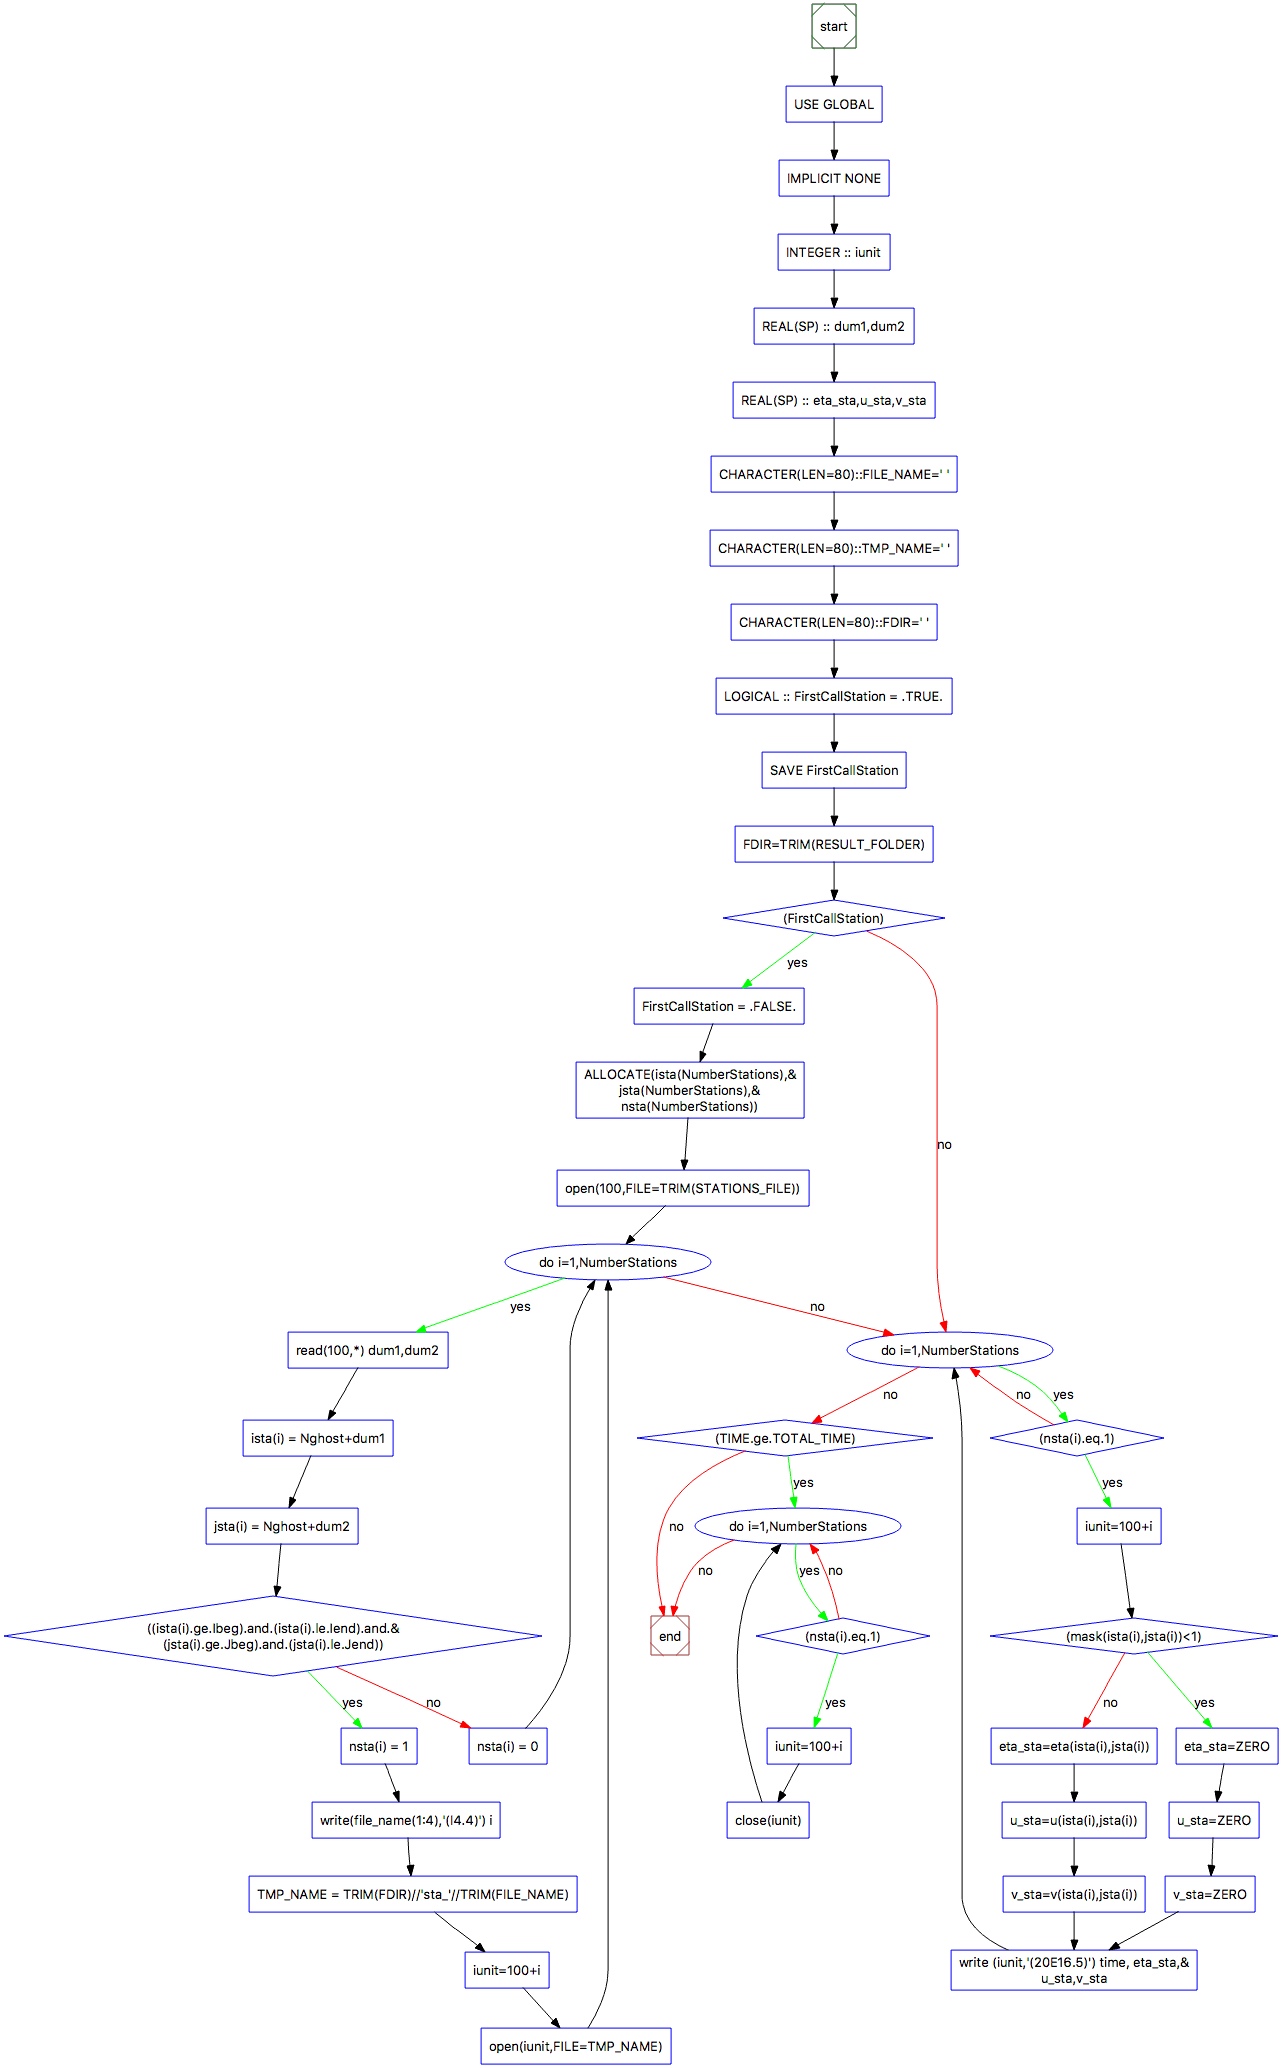 start
USE GLOBAL
IMPLICIT NONE
INTEGER :: iunit
REAL(SP) :: dum1,dum2
REAL(SP) :: eta_sta,u_sta,v_sta
CHARACTER(LEN=80)::FILE_NAME=' '
CHARACTER(LEN=80)::TMP_NAME=' '
CHARACTER(LEN=80)::FDIR=' '
LOGICAL :: FirstCallStation = .TRUE.
SAVE FirstCallStation
FDIR=TRIM(RESULT_FOLDER)
(FirstCallStation)
yes
FirstCallStation = .FALSE.
ALLOCATE(ista(NumberStations),&
jsta(NumberStations),&
nsta(NumberStations))
no
open(100,FILE=TRIM(STATIONS_FILE))
do i=1,NumberStations
yes
no
read(100,*) dum1,dum2
do i=1,NumberStations
no
no
yes
ista(i) = Nghost+dum1
(TIME.ge.TOTAL_TIME)
(nsta(i).eq.1)
yes
yes
jsta(i) = Nghost+dum2
no
do i=1,NumberStations
iunit=100+i
no
yes
no
((ista(i).ge.Ibeg).and.(ista(i).le.Iend).and.&
(jsta(i).ge.Jbeg).and.(jsta(i).le.Jend))
end
(nsta(i).eq.1)
(mask(ista(i),jsta(i))<1)
yes
no
yes
no
yes
nsta(i) = 1
nsta(i) = 0
iunit=100+i
eta_sta=eta(ista(i),jsta(i))
eta_sta=ZERO
write(file_name(1:4),'(I4.4)') i
close(iunit)
u_sta=u(ista(i),jsta(i))
u_sta=ZERO
TMP_NAME = TRIM(FDIR)//'sta_'//TRIM(FILE_NAME)
v_sta=v(ista(i),jsta(i))
v_sta=ZERO
iunit=100+i
write (iunit,'(20E16.5)') time, eta_sta,&
u_sta,v_sta
open(iunit,FILE=TMP_NAME)